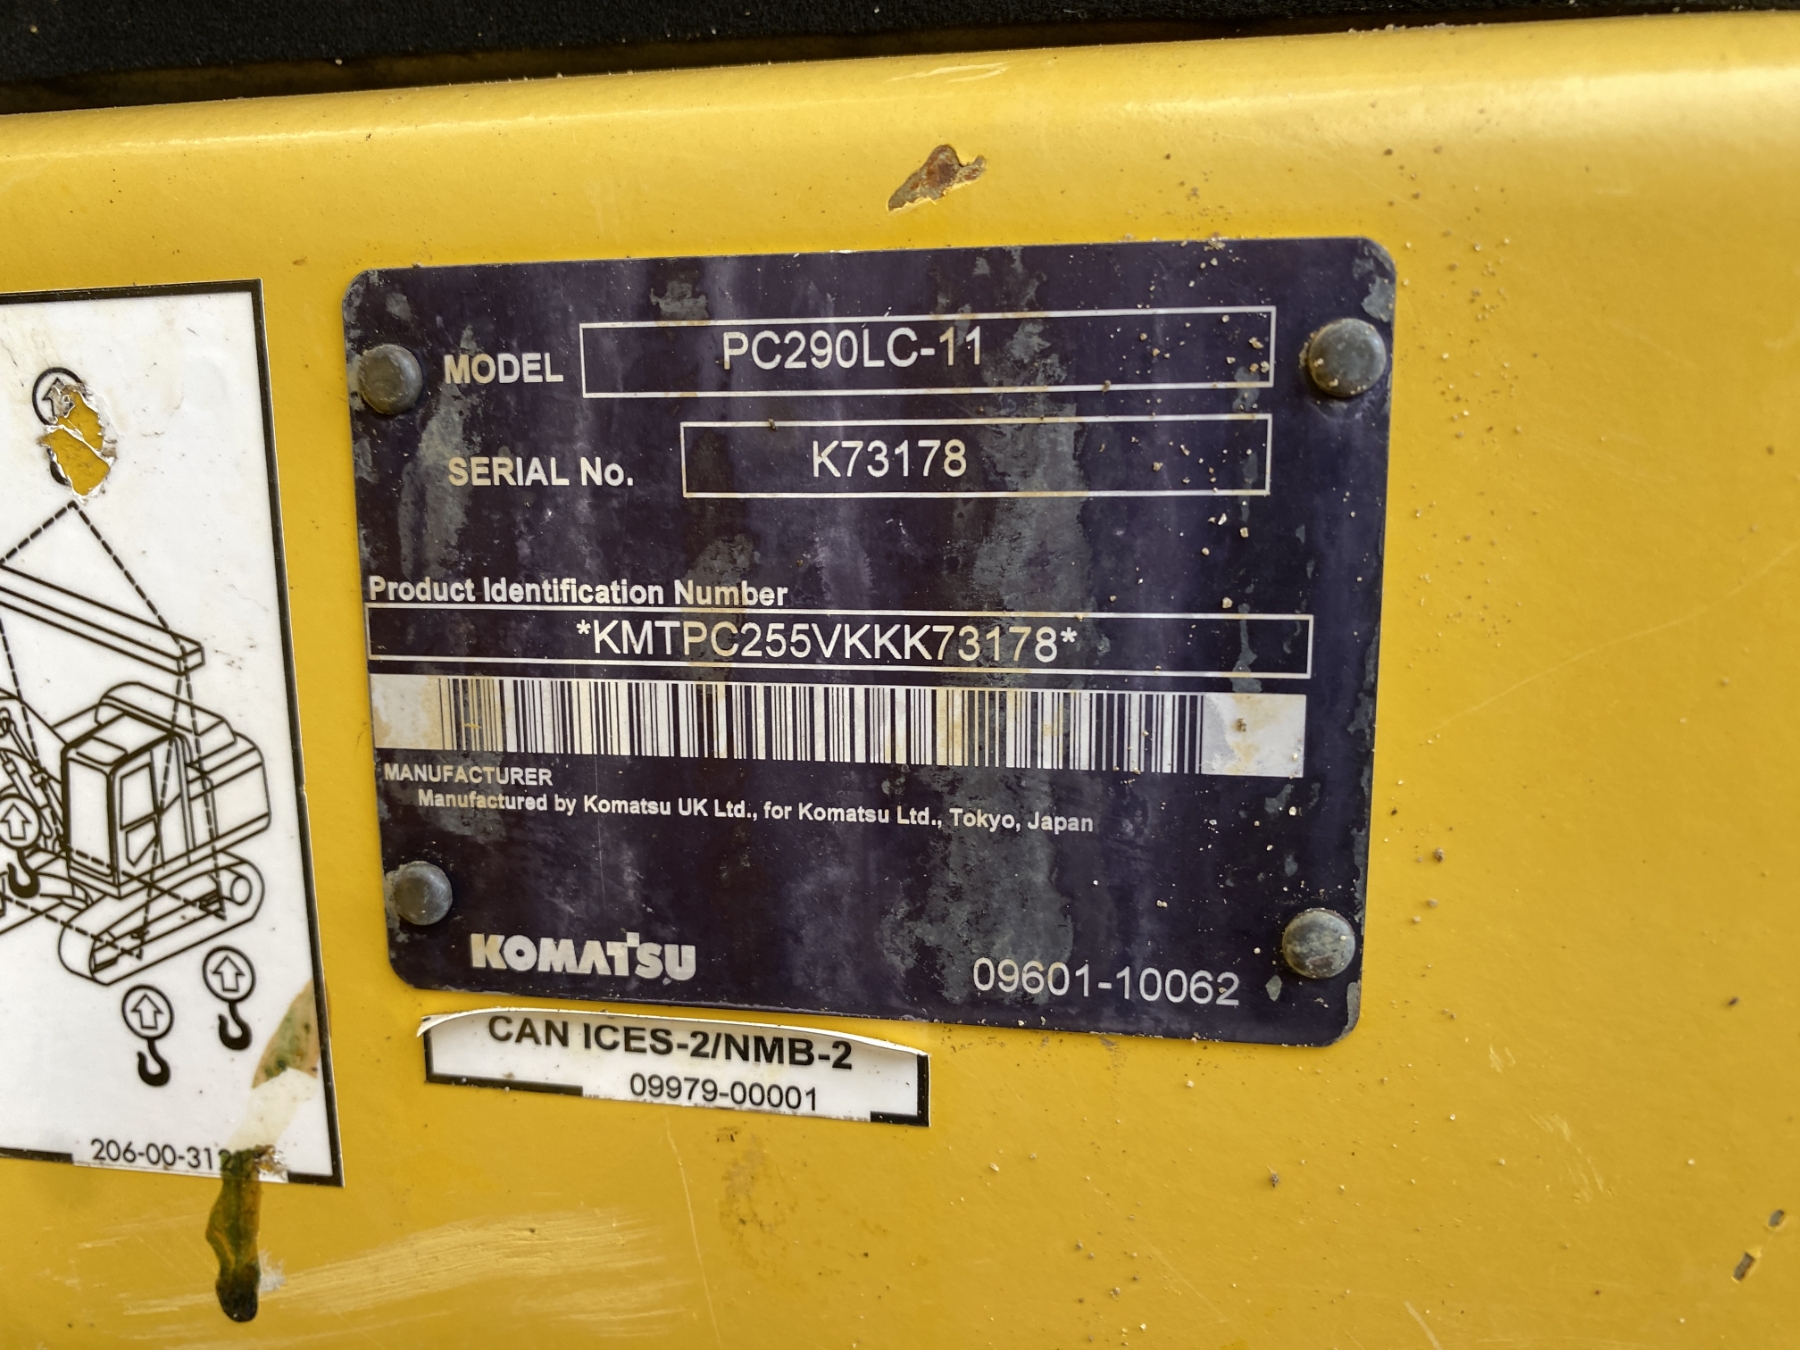 MODEL PC290LC-11
SERIAL No. K73178
Product Identification Number
*KMTPC255VKKK73178*
MANUFACTURER
Manufactured by Komatsu UK Ltd., for Komatsu Ltd., Tokyo, Japan
KOMATSU 09601-10062
CAN ICES-2/NMB-2
09979-00001